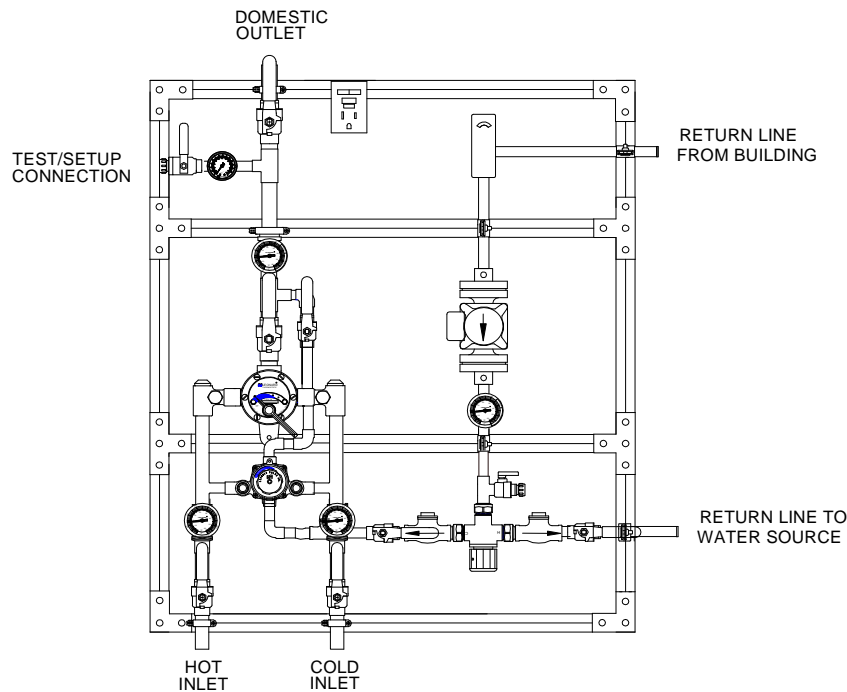 DOMESTIC
OUTLET
TEST/SETUP
CONNECTION
RETURN LINE
FROM BUILDING
RETURN LINE TO
WATER SOURCE
HOT
INLET
COLD
INLET